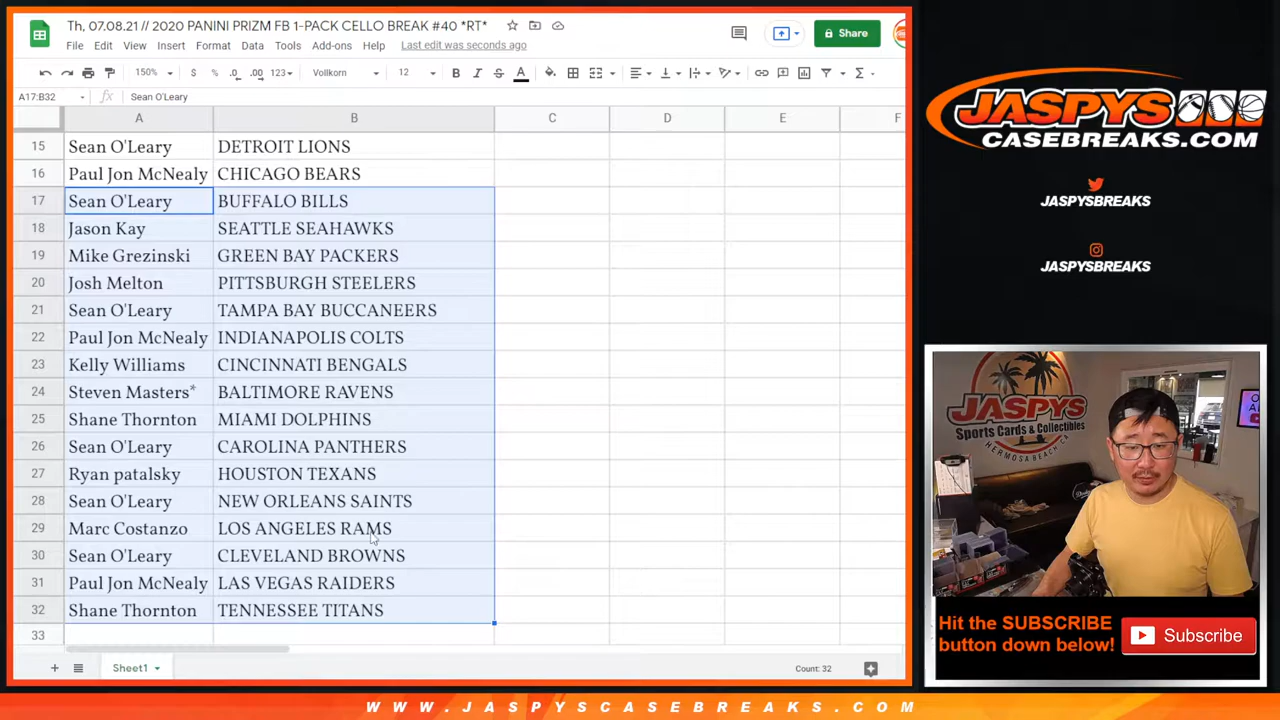 Th, 07.08.21 // 2020 PANINI PRIZM FB 1-PACK CELLO BREAK #40 *RT*
File Edit View Insert Format Data Tools Add-ons Help Last edit was seconds ago
Share
150% $ % .0 .00 123 Vollkorn 12 B I S A
A17:B32 fx Sean O'Leary
A B C D E F
15 Sean O'Leary DETROIT LIONS
16 Paul Jon McNealy CHICAGO BEARS
17 Sean O'Leary BUFFALO BILLS
18 Jason Kay SEATTLE SEAHAWKS
19 Mike Grezinski GREEN BAY PACKERS
20 Josh Melton PITTSBURGH STEELERS
21 Sean O'Leary TAMPA BAY BUCCANEERS
22 Paul Jon McNealy INDIANAPOLIS COLTS
23 Kelly Williams CINCINNATI BENGALS
24 Steven Masters* BALTIMORE RAVENS
25 Shane Thornton MIAMI DOLPHINS
26 Sean O'Leary CAROLINA PANTHERS
27 Ryan patalsky HOUSTON TEXANS
28 Sean O'Leary NEW ORLEANS SAINTS
29 Marc Costanzo LOS ANGELES RAMS
30 Sean O'Leary CLEVELAND BROWNS
31 Paul Jon McNealy LAS VEGAS RAIDERS
32 Shane Thornton TENNESSEE TITANS
33
Sheet1
Count: 32
JASPYS
CASEBREAKS.COM
JASPYSBREAKS
JASPYSBREAKS
JASPYS
Sports Cards & Collectibles
HERMOSA BEACH, CA
Hit the SUBSCRIBE
button down below!
Subscribe
WWW.JASPYSCASEBREAKS.COM